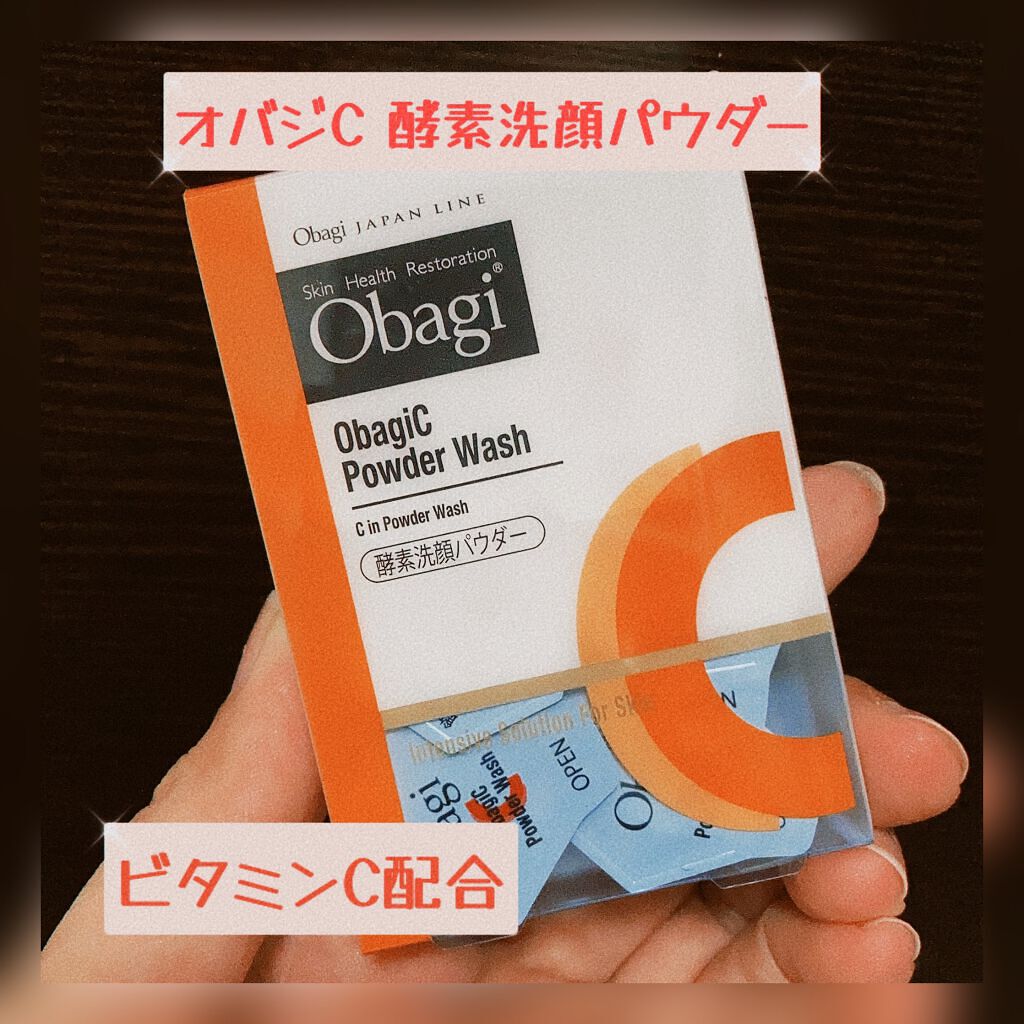 オバジC 酵素洗顔パウダー
Obagi JAPAN LINE
Skin Health Restoration
Obagi®
ObagiC
Powder Wash
C in Powder Wash
酵素洗顔パウダー
C
Intensive Solution For Skin
OPEN
Powder Wash
ビタミンC配合